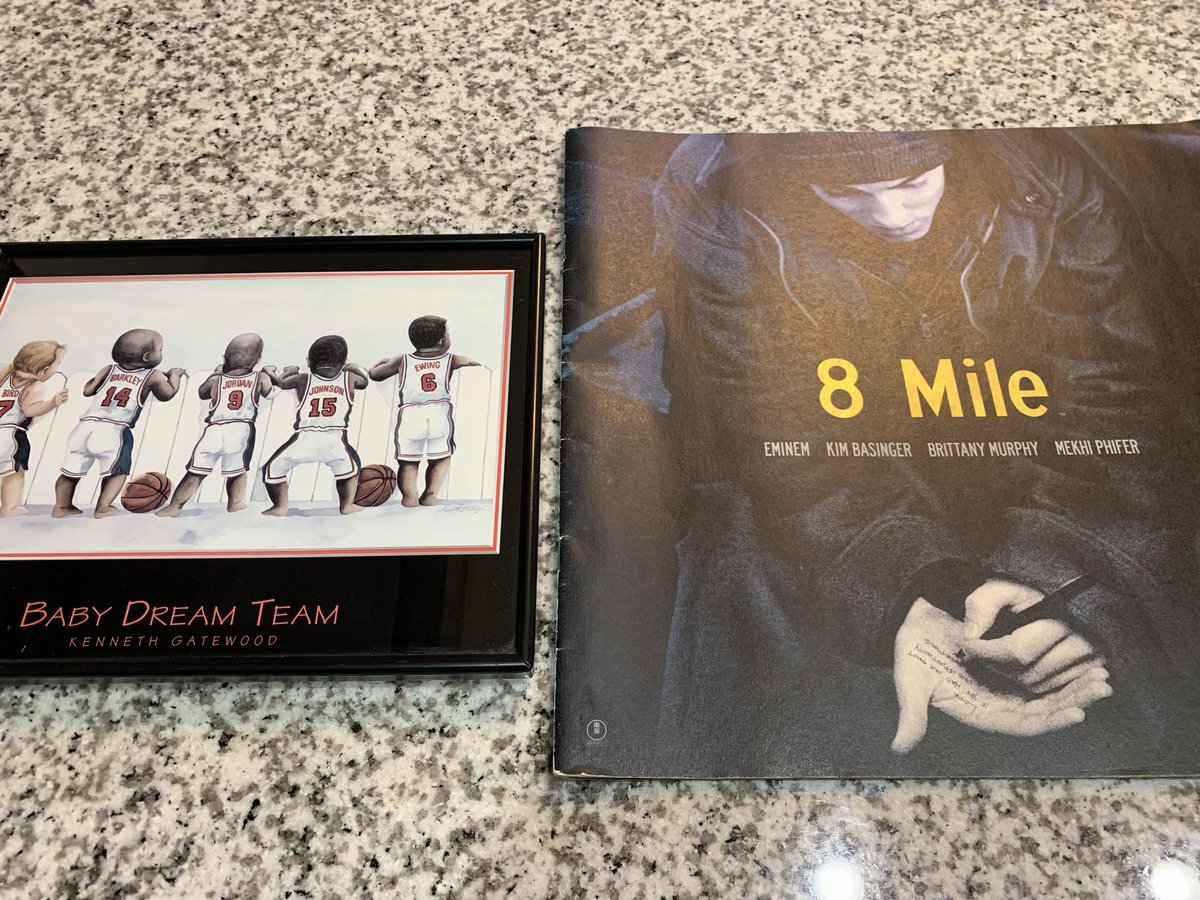 BIRD
7
BARKLEY
14
JORDAN
9
JOHNSON
15
EWING
6
BABY DREAM TEAM
KENNETH GATEWOOD
8 Mile
EMINEM KIM BASINGER BRITTANY MURPHY MEKHI PHIFER